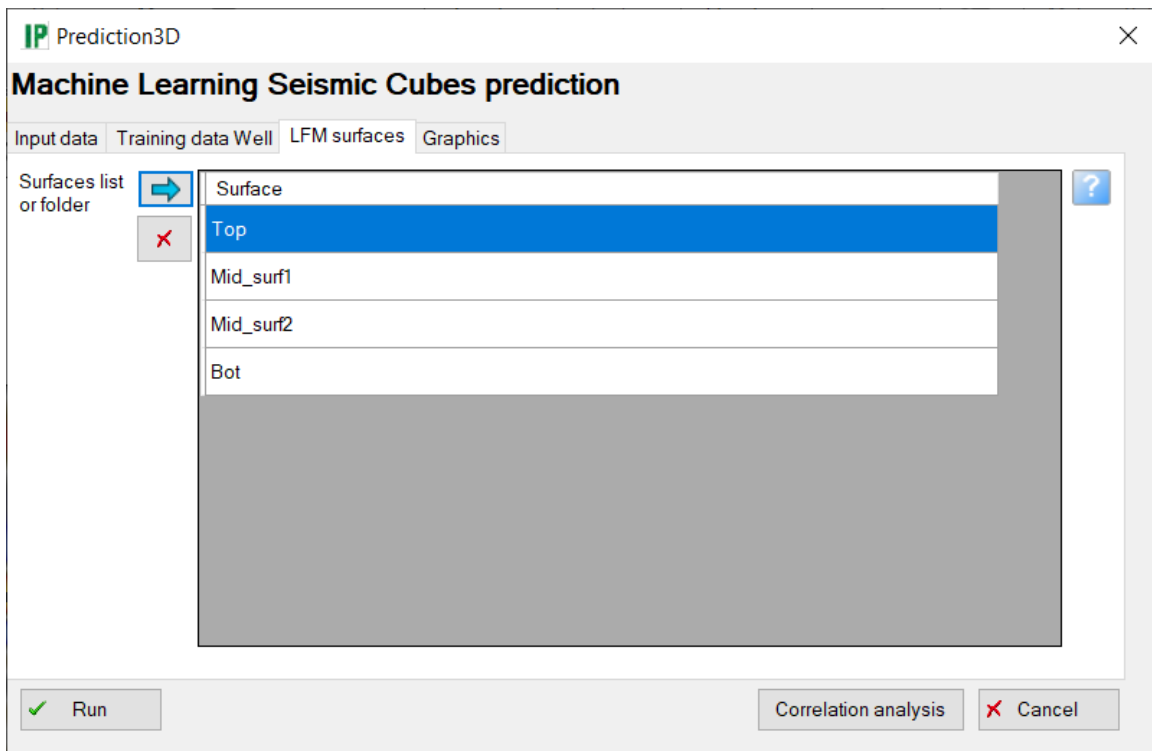 IP Prediction3D
Machine Learning Seismic Cubes prediction
Input data Training data Well LFM surfaces Graphics
Surfaces list
or folder
Surface
?
Top
Mid_surf1
Mid_surf2
Bot
Run
Correlation analysis
Cancel